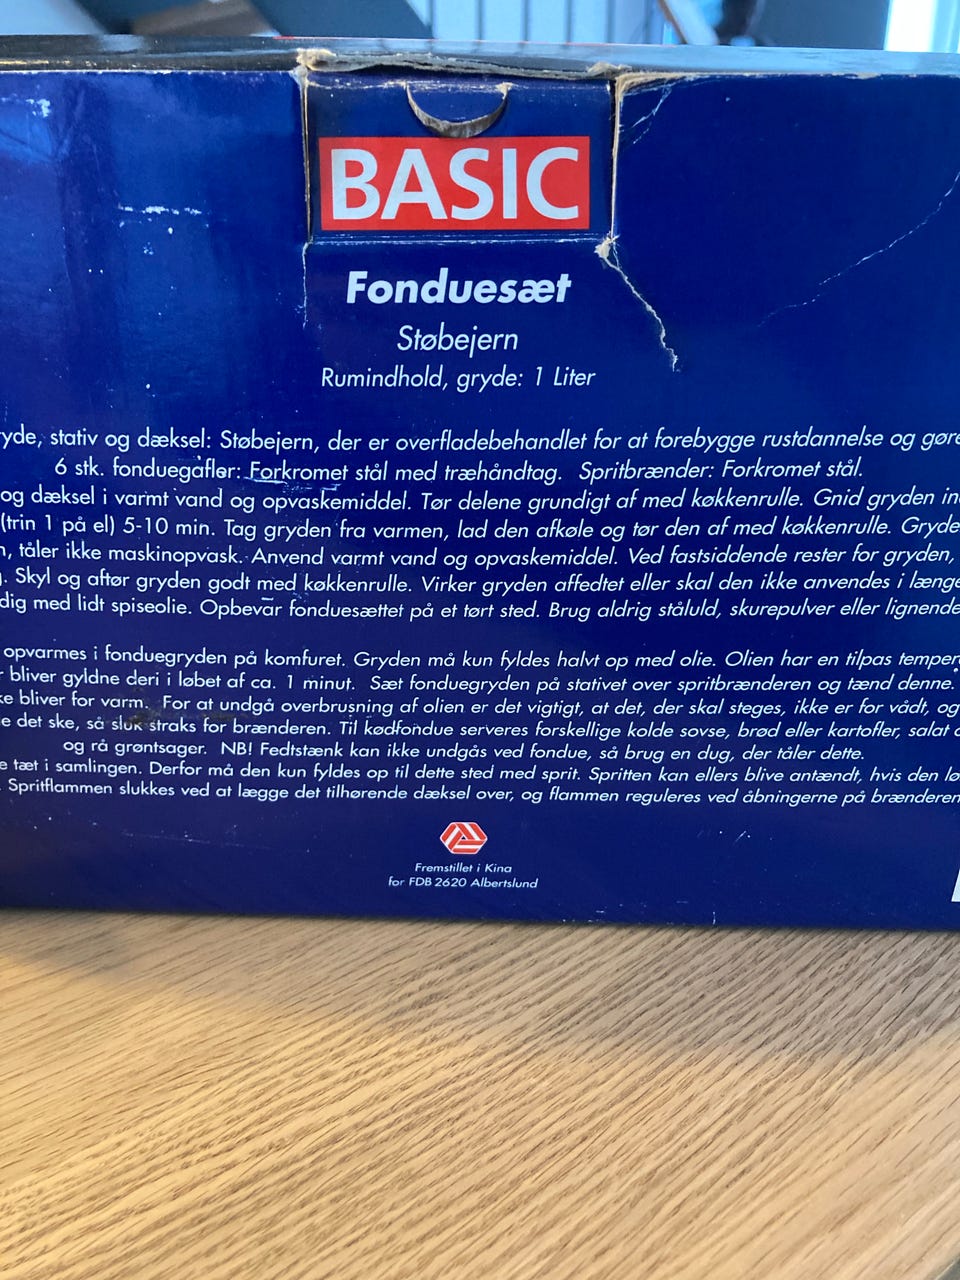 BASIC
Fonduesæt
Støbejern
Rumindhold, gryde: 1 Liter
stativ og dæksel: Støbejern, der er overfladebehandlet for at forebygge rustdannelse og
6 stk. fonduegafler: Forkromet stål med træhåndtag. Spritbrænder: Forkromet stål.
og dæksel i varmt vand og opvaskemiddel. Tør delene grundigt af med køkkenrulle. Gnid gryden
(trin 1 på el) 5-10 min. Tag gryden fra varmen, lad den afkøle og tør den af med køkkenrulle.
tåler ikke maskinopvask. Anvend varmt vand og opvaskemiddel. Ved fastsiddende rester for gryden,
Skyl og aftør gryden godt med køkkenrulle. Virker gryden affedtet eller skal den ikke anvendes i
med lidt spiseolie. Opbevar fonduesættet på et tørt sted. Brug aldrig ståluld, skurepulver eller lignende
opvarmes i fonduegryden på komfuret. Gryden må kun fyldes halvt op med olie. Olien har en tilpas
bliver gyldne deri i løbet af ca. 1 minut. Sæt fonduegryden på stativet over spritbrænderen og tænd denne.
bliver for varm. For at undgå overbrusning af olien er det vigtigt, at det, der skal steges, ikke er for vådt, og
det ske, så sluk straks for brænderen. Til kødfondue serveres forskellige kolde sovse, brød eller kartofler, salat
og rå grøntsager. NB! Fedtstænk kan ikke undgås ved fondue, så brug en dug, der tåler dette.
tæt i samlingen. Derfor må den kun fyldes op til dette sted med sprit. Spritten kan ellers blive antændt, hvis den
Spritflammen slukkes ved at lægge det tilhørende dæksel over, og flammen reguleres ved åbningerne på brænderen
Fremstillet i Kina
for FDB 2620 Albertslund